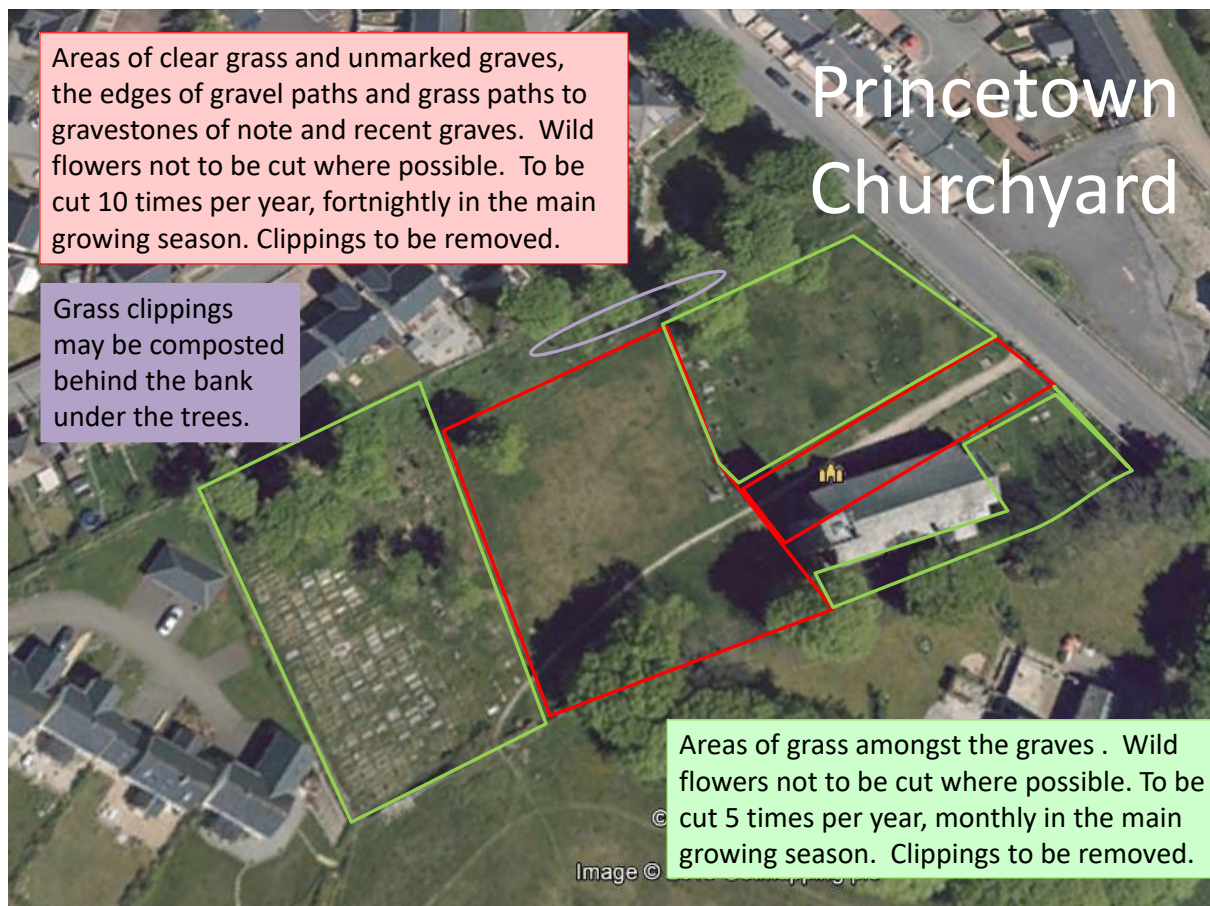 Areas of clear grass and unmarked graves,
the edges of gravel paths and grass paths to
gravestones of note and recent graves.  Wild
flowers not to be cut where possible.  To be
cut 10 times per year, fortnightly in the main
growing season. Clippings to be removed.
Princetown
Churchyard
Grass clippings
may be composted
behind the bank
under the trees.
Areas of grass amongst the graves .  Wild
flowers not to be cut where possible. To be
cut 5 times per year, monthly in the main
growing season.  Clippings to be removed.
©
Image ©